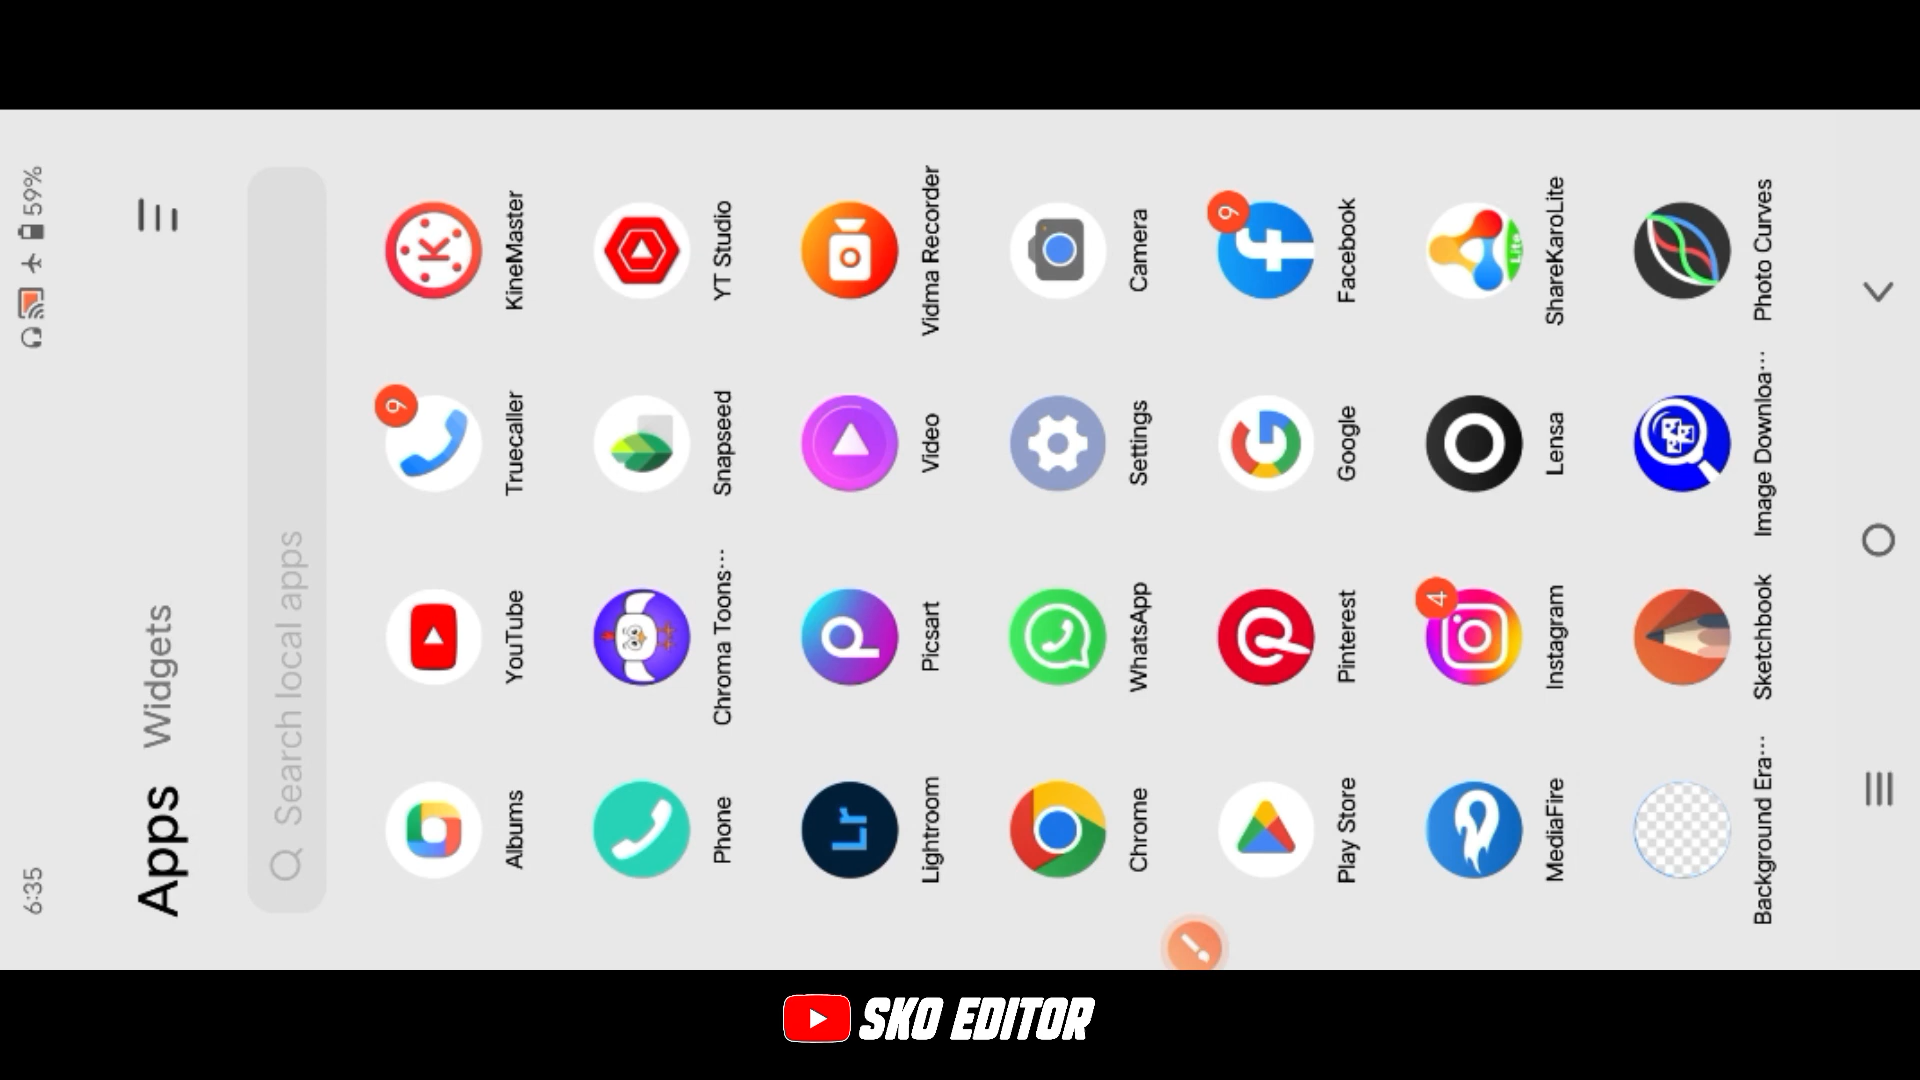 6:35 59%
Apps Widgets
Search local apps
9
K
Albums YouTube Truecaller KineMaster
Phone Chroma Toons... Snapseed YT Studio
Lr
Lightroom Picsart Video Vidma Recorder
Chrome WhatsApp Settings Camera
9
Play Store Pinterest Google Facebook
4
Lite
MediaFire Instagram Lensa ShareKaroLite
Background Era... Sketchbook Image Downloa... Photo Curves
SKO EDITOR